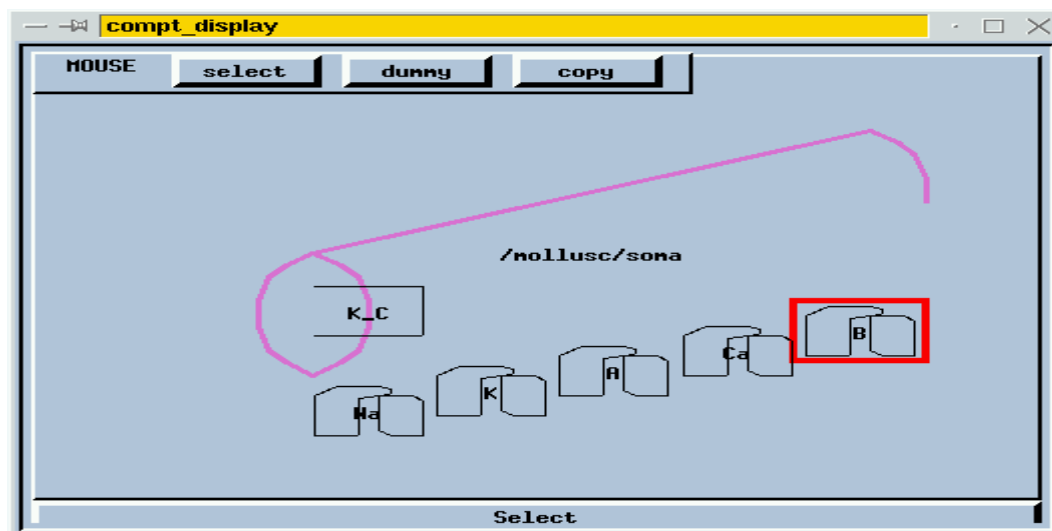 compt_display
MOUSE select dummy copy
/mollusc/soma
K_C
B
Ca
A
K
Na
Select